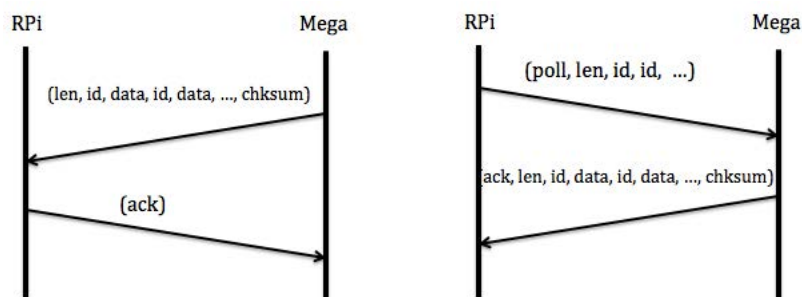 RPi
Mega
(len, id, data, id, data, ..., chksum)
(ack)
RPi
Mega
(poll, len, id, id, ...)
(ack, len, id, data, id, data, ..., chksum)